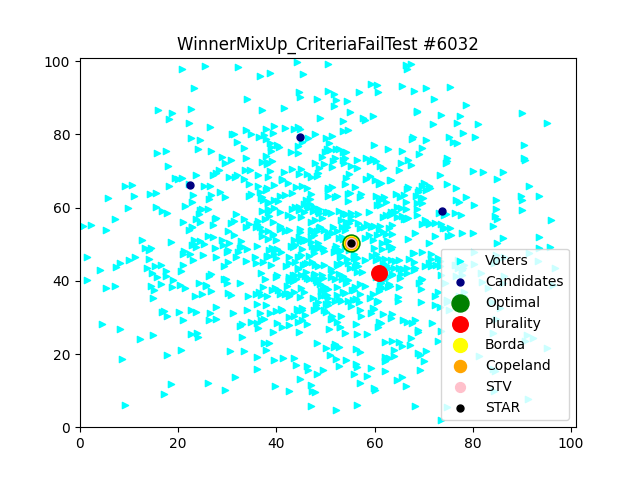 WinnerMixUp_CriteriaFailTest #6032
100
80
60
40
20
0
0 20 40 60 80 100
Voters
Candidates
Optimal
Plurality
Borda
Copeland
STV
STAR